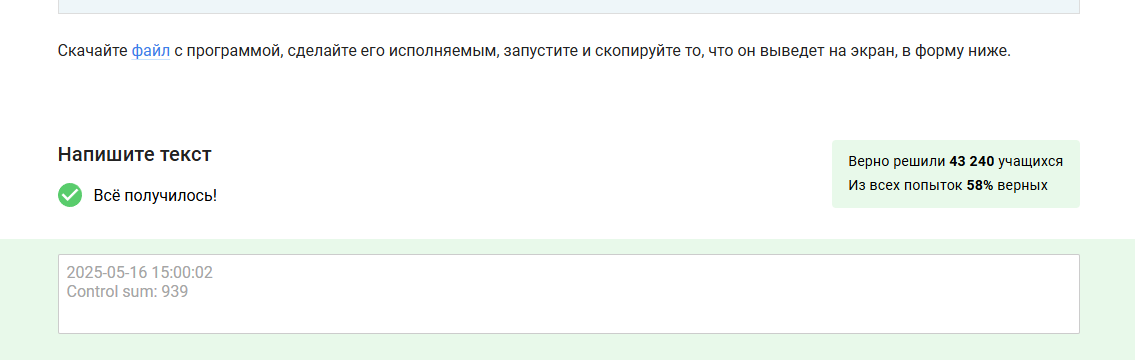 Скачайте файл с программой, сделайте его исполняемым, запустите и скопируйте то, что он выведет на экран, в форму ниже.
Напишите текст
Верно решили 43 240 учащихся
Из всех попыток 58% верных
Всё получилось!
2025-05-16 15:00:02
Control sum: 939